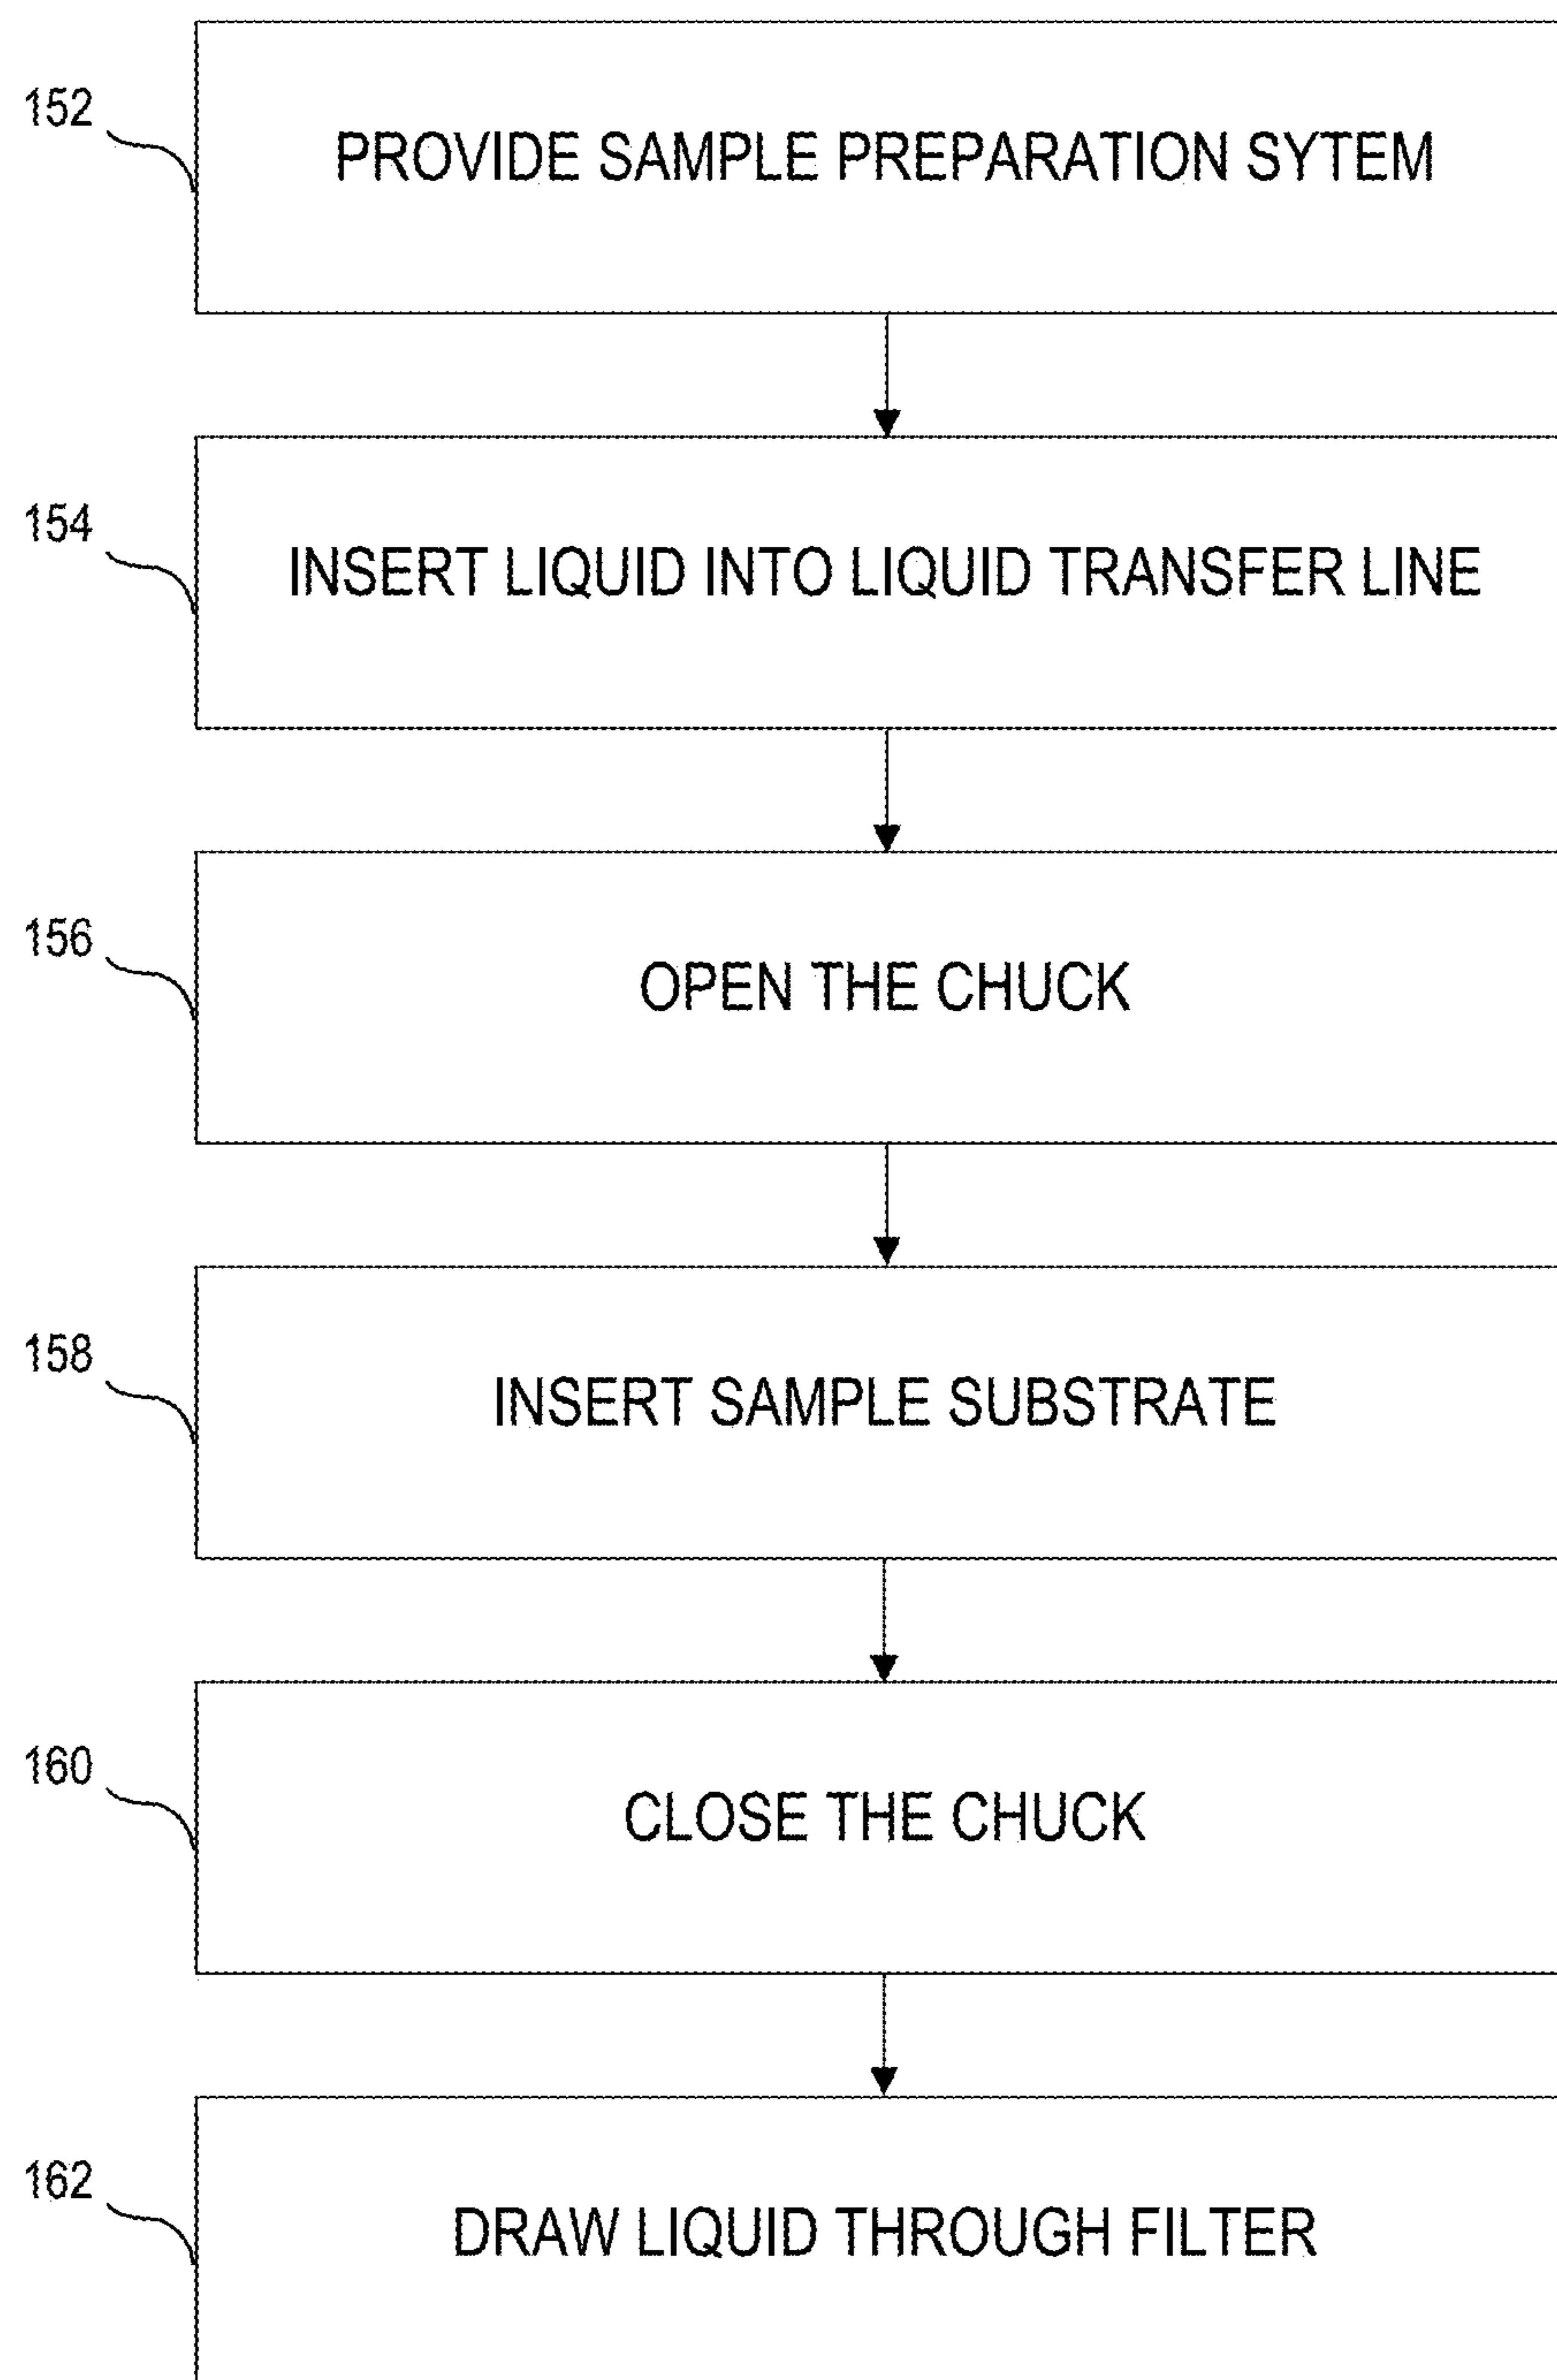 152
PROVIDE SAMPLE PREPARATION SYTEM
154
INSERT LIQUID INTO LIQUID TRANSFER LINE
156
OPEN THE CHUCK
158
INSERT SAMPLE SUBSTRATE
160
CLOSE THE CHUCK
162
DRAW LIQUID THROUGH FILTER